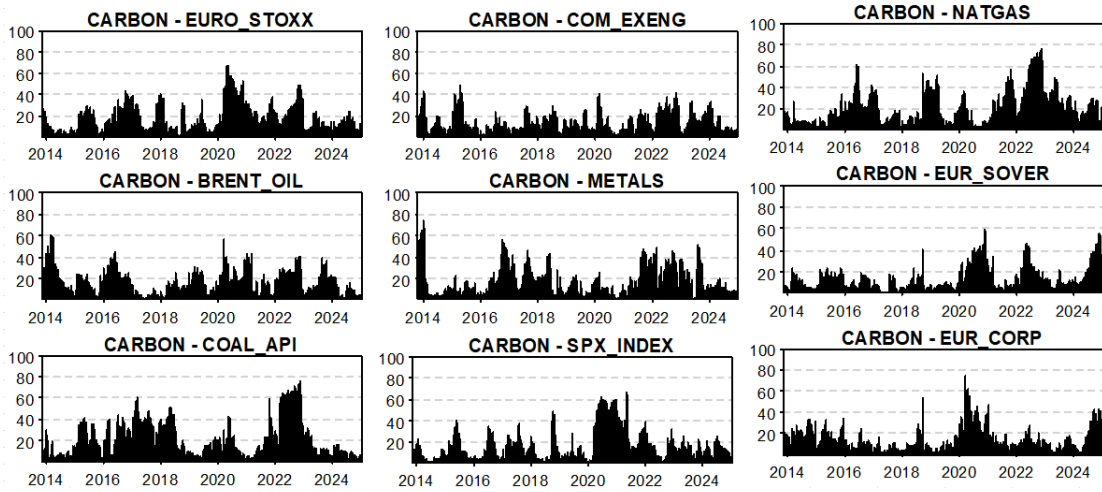 CARBON - EURO_STOXX
100
80
60
40
20
2014 2016 2018 2020 2022 2024
CARBON - COM_EXENG
100
80
60
40
20
2014 2016 2018 2020 2022 2024
CARBON - NATGAS
100
80
60
40
20
2014 2016 2018 2020 2022 2024
CARBON - BRENT_OIL
100
80
60
40
20
2014 2016 2018 2020 2022 2024
CARBON - METALS
100
80
60
40
20
2014 2016 2018 2020 2022 2024
CARBON - EUR_SOVER
100
80
60
40
20
2014 2016 2018 2020 2022 2024
CARBON - COAL_API
100
80
60
40
20
2014 2016 2018 2020 2022 2024
CARBON - SPX_INDEX
100
80
60
40
20
2014 2016 2018 2020 2022 2024
CARBON - EUR_CORP
100
80
60
40
20
2014 2016 2018 2020 2022 2024